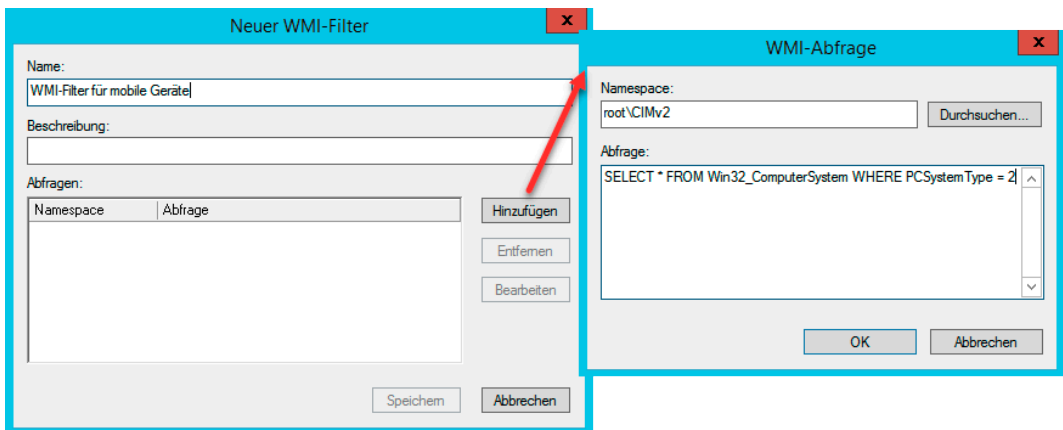 Neuer WMI-Filter
x
Name:
WMI-Filter für mobile Geräte
Beschreibung:
Abfragen:
Namespace Abfrage
Hinzufügen
Entfernen
Bearbeiten
Speichern Abbrechen
WMI-Abfrage
x
Namespace:
root\CIMv2 Durchsuchen...
Abfrage:
SELECT * FROM Win32_ComputerSystem WHERE PCSystemType = 2
OK Abbrechen